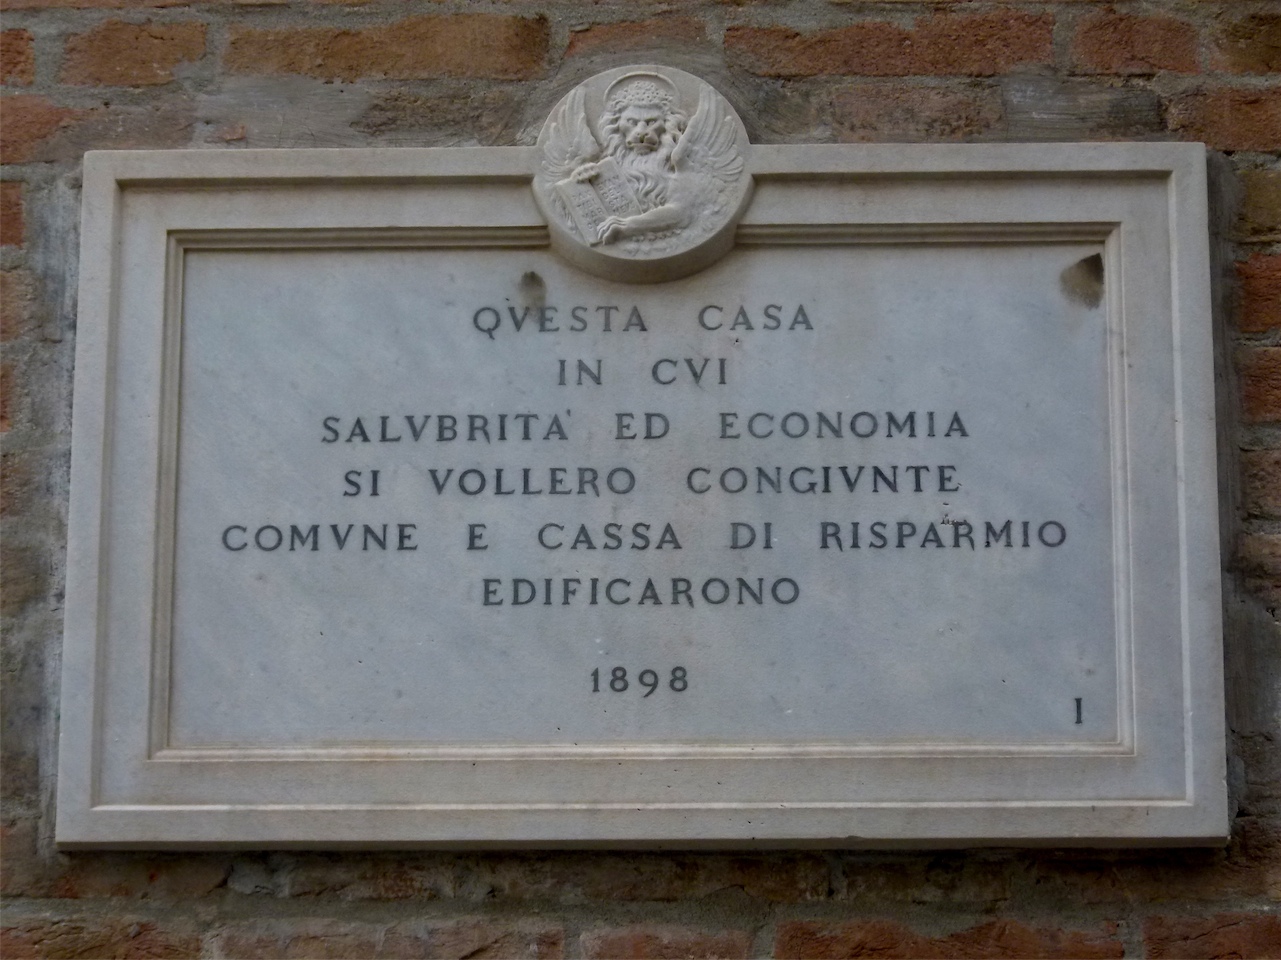 QVESTA CASA
IN CVI
SALVBRITA' ED ECONOMIA
SI VOLLERO CONGIVNTE
COMVNE E CASSA DI RISPARMIO
EDIFICARONO
1898
I